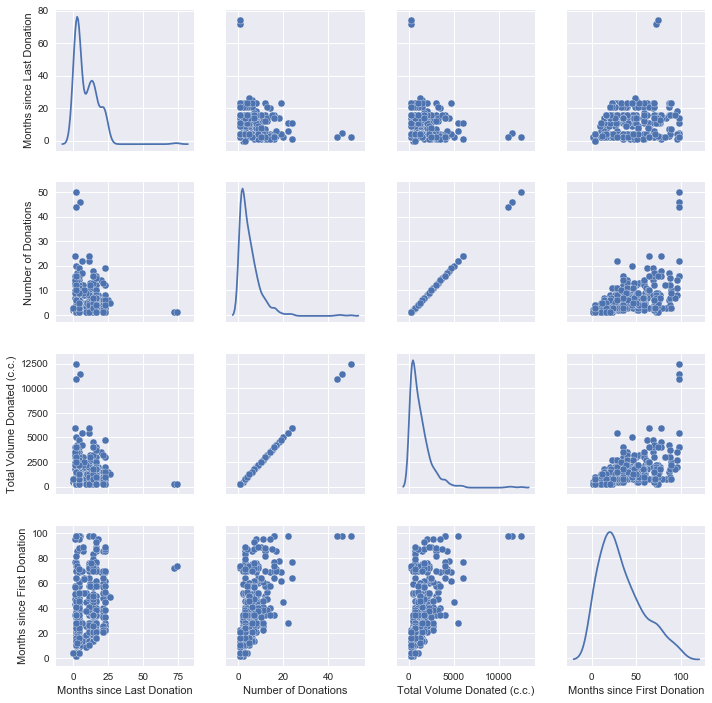 Months since Last Donation
80
60
40
20
0
Number of Donations
50
40
30
20
10
0
Total Volume Donated (c.c.)
12500
10000
7500
5000
2500
0
Months since First Donation
100
80
60
40
20
0
0 25 50 75
Months since Last Donation
0 20 40
Number of Donations
0 5000 10000
Total Volume Donated (c.c.)
0 50 100
Months since First Donation